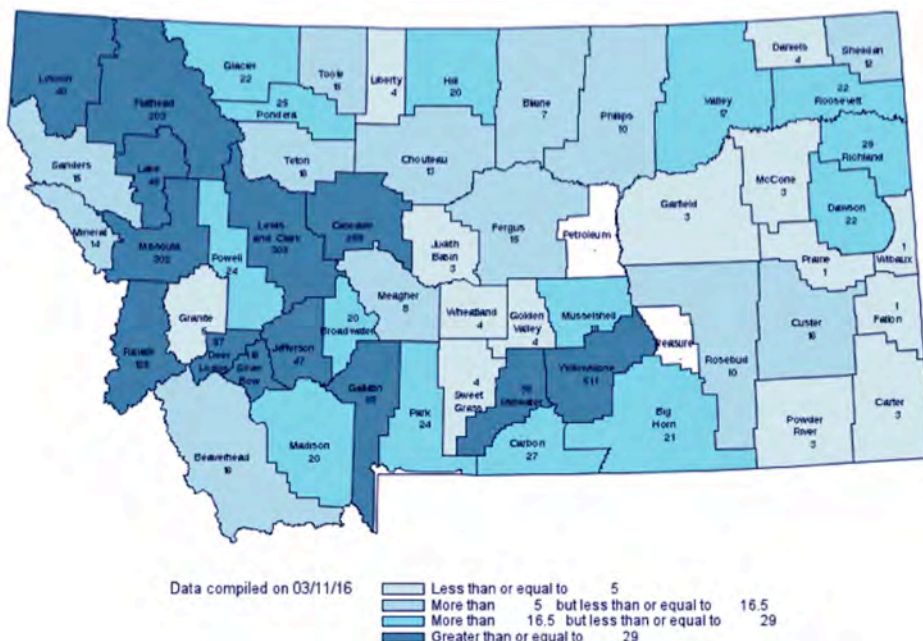 Glacier
22
Toole
Liberty
4
Hill
20
Blaine
7
Phillips
10
Valley
17
Daniels
4
Sheridan
12
22
Roosevelt
Lincoln
40
Flathead
203
25
Pondera
Teton
16
Chouteau
13
Sanders
15
Lake
Mineral
14
Missoula
302
Powell
24
Lewis
and Clark
303
Cascade
Judith
Basin
3
Fergus
15
Petroleum
Garfield
3
McCone
3
29
Richland
Dawson
22
Prairie
1
1
Wibaux
Granite
Ravalli
Deer
Lodge
Silver
Bow
Jefferson
47
20
Broadwater
Meagher
Wheatland
4
Golden
Valley
4
Musselshell
Treasure
Rosebud
10
Custer
16
1
Fallon
Gallatin
Park
24
4
Sweet
Grass
Stillwater
Yellowstone
511
Carbon
27
Big
Horn
21
Powder
River
3
Carter
3
Beaverhead
Madison
20
Data compiled on 03/11/16
Less than or equal to 5
More than 5 but less than or equal to 16.5
More than 16.5 but less than or equal to 29
Greater than or equal to 29